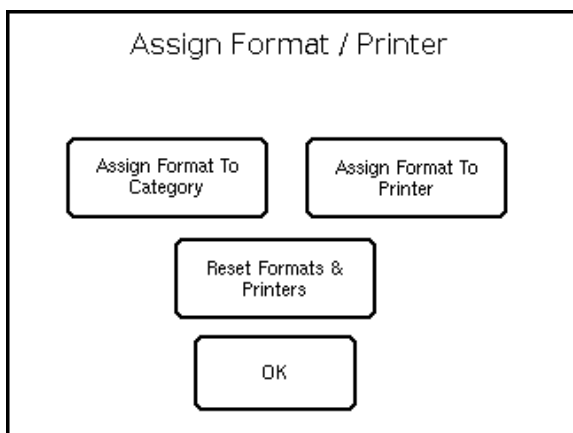 Assign Format / Printer
Assign Format To
Category
Assign Format To
Printer
Reset Formats &
Printers
OK